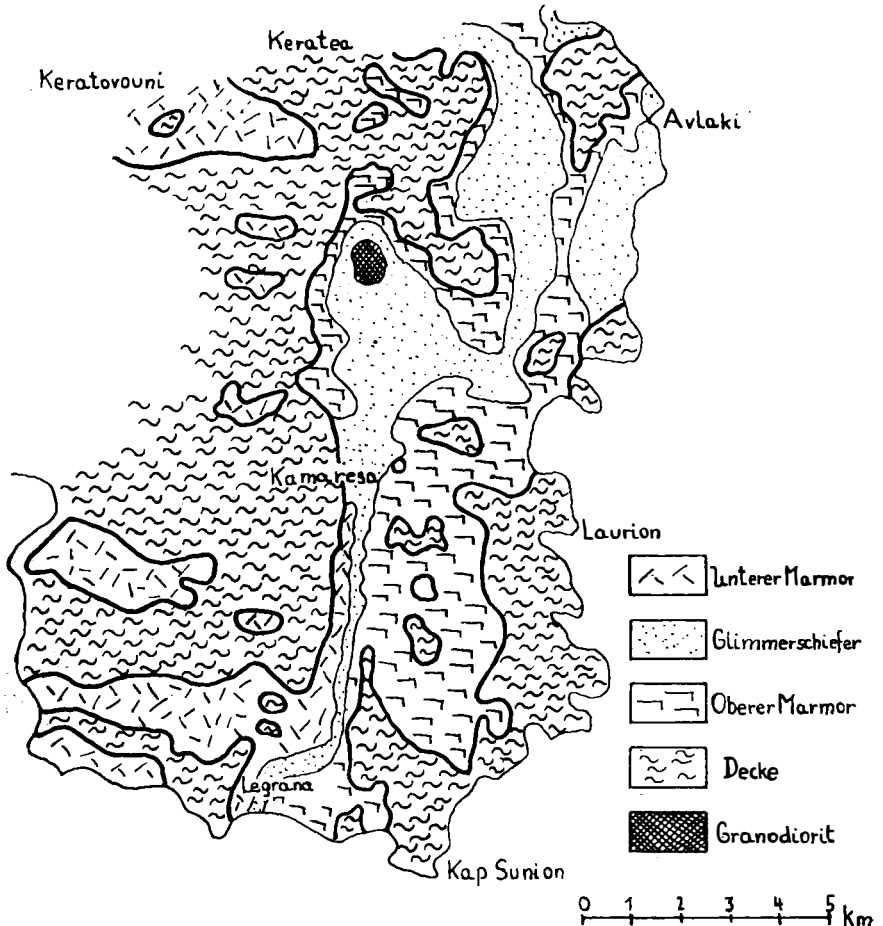 Keratea
Keratovouni
Avlaki
Kamaresa
Laurion
Unterer Marmor
Glimmerschiefer
Oberer Marmor
Decke
Legrana
Granodiorit
Kap Sunion
0 1 2 3 4 5 km